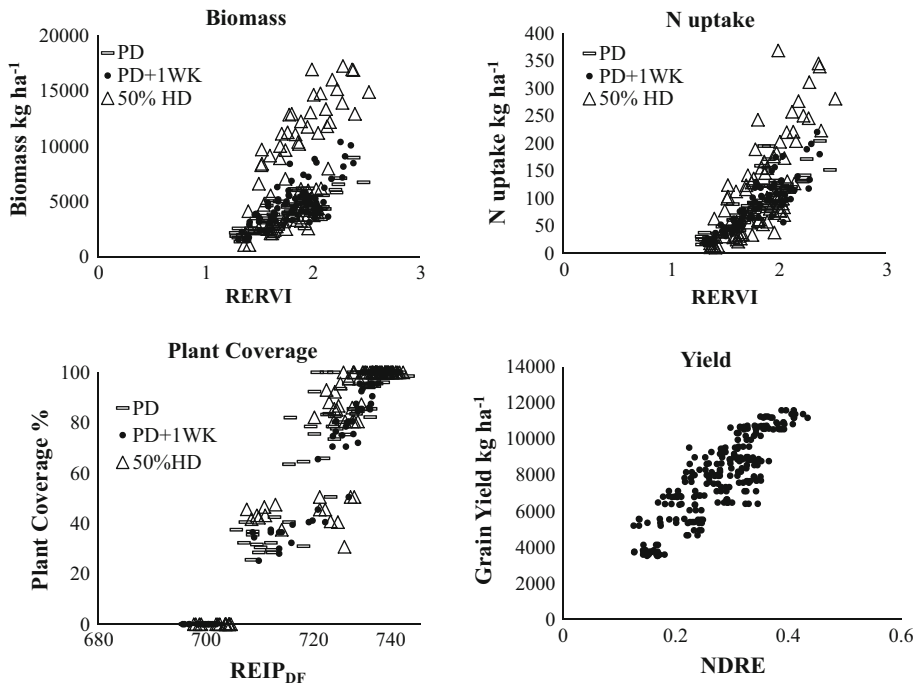 Biomass
PD
PD+1WK
50% HD
Biomass kg ha-1
20000
15000
10000
5000
0
0 1 2 3
RERVI
N uptake
PD
PD+1WK
50% HD
N uptake kg ha-1
400
350
300
250
200
150
100
50
0
0 1 2 3
RERVI
Plant Coverage
PD
PD+1WK
50%HD
Plant Coverage %
100
80
60
40
20
0
680 700 720 740
REIPDF
Yield
Grain Yield kg ha-1
14000
12000
10000
8000
6000
4000
2000
0
0 0.2 0.4 0.6
NDRE